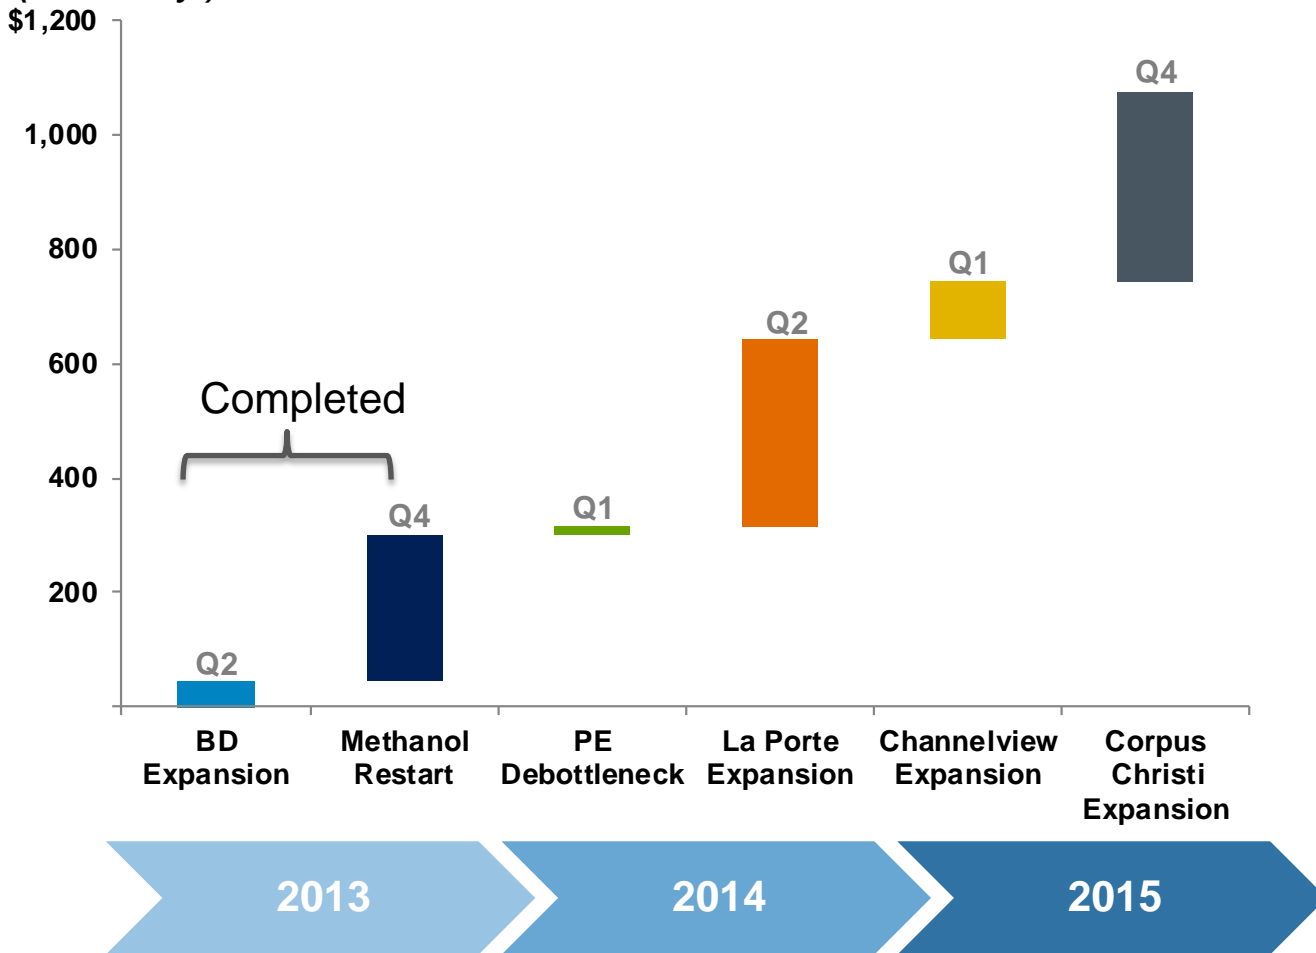 $1,200
1,000
800
600
400
200
Completed
Q2
Q4
Q1
Q2
Q1
Q4
BD
Expansion
Methanol
Restart
PE
Debottleneck
La Porte
Expansion
Channelview
Expansion
Corpus
Christi
Expansion
2013
2014
2015